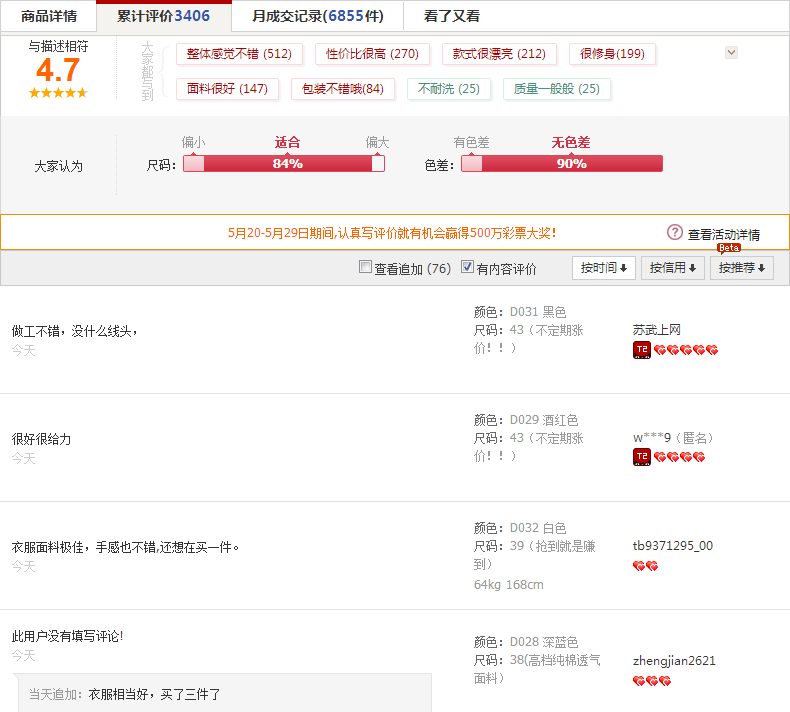 商品详情 累计评价3406 月成交记录(6855件) 看了又看
与描述相符
4.7
大家都写到
整体感觉不错 (512) 性价比很高 (270) 款式很漂亮 (212) 很修身(199)
面料很好 (147) 包装不错哦(84) 不耐洗 (25) 质量一般般 (25)
大家认为
偏小 适合 偏大 有色差 无色差
尺码: 84% 色差: 90%
5月20-5月29日期间,认真写评价就有机会赢得500万彩票大奖!
? 查看活动详情
Beta
查看追加 (76) 有内容评价 按时间 按信用 按推荐
做工不错，没什么线头，
今天
颜色: D031 黑色
尺码: 43（不定期涨
价！！）
苏武上网
T2
很好很给力
今天
颜色: D029 酒红色
尺码: 43（不定期涨
价！！）
w***9（匿名）
T2
衣服面料极佳，手感也不错,还想在买一件。
今天
颜色: D032 白色
尺码: 39（抢到就是赚
到）
64kg 168cm
tb9371295_00
此用户没有填写评论!
今天
当天追加: 衣服相当好，买了三件了
颜色: D028 深蓝色
尺码: 38(高档纯棉透气
面料）
zhengjian2621